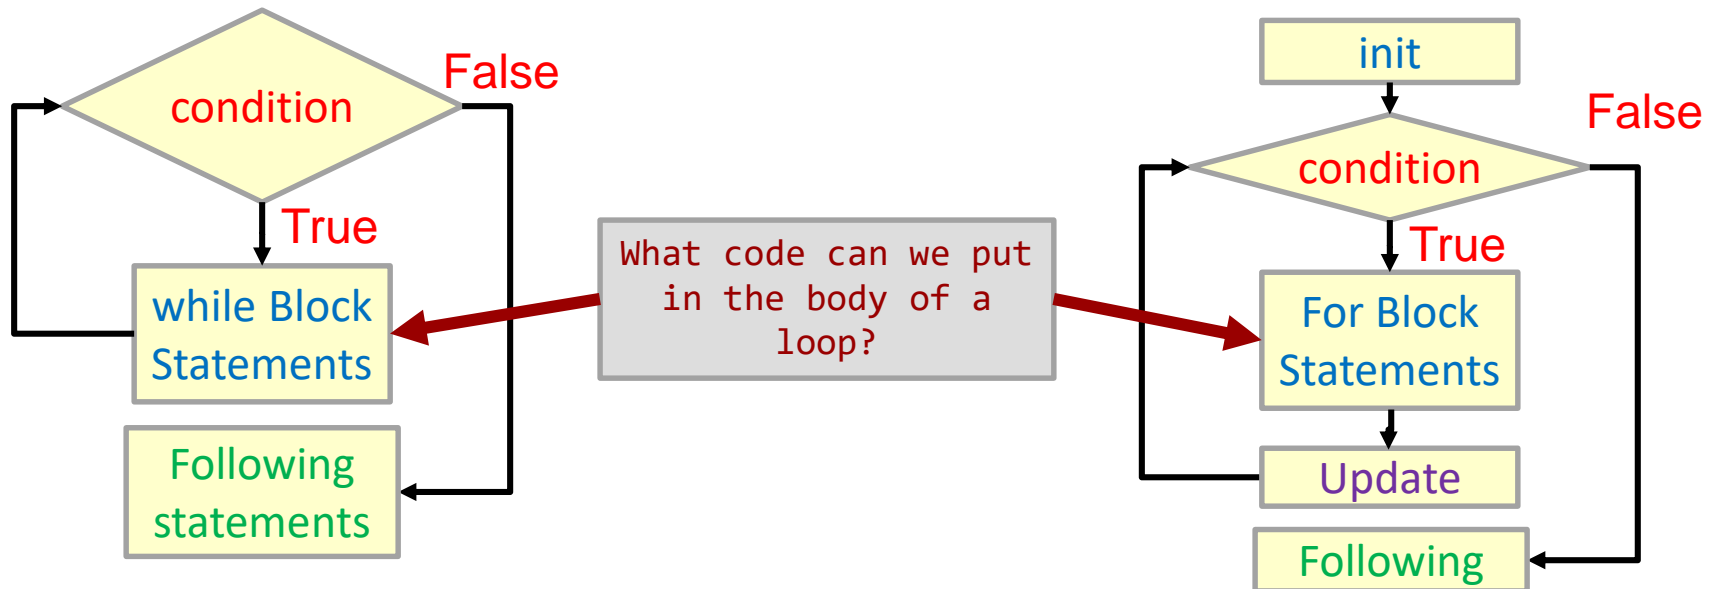 condition
False
True
while Block
Statements
Following
statements
What code can we put
in the body of a
loop?
init
condition
False
True
For Block
Statements
Update
Following